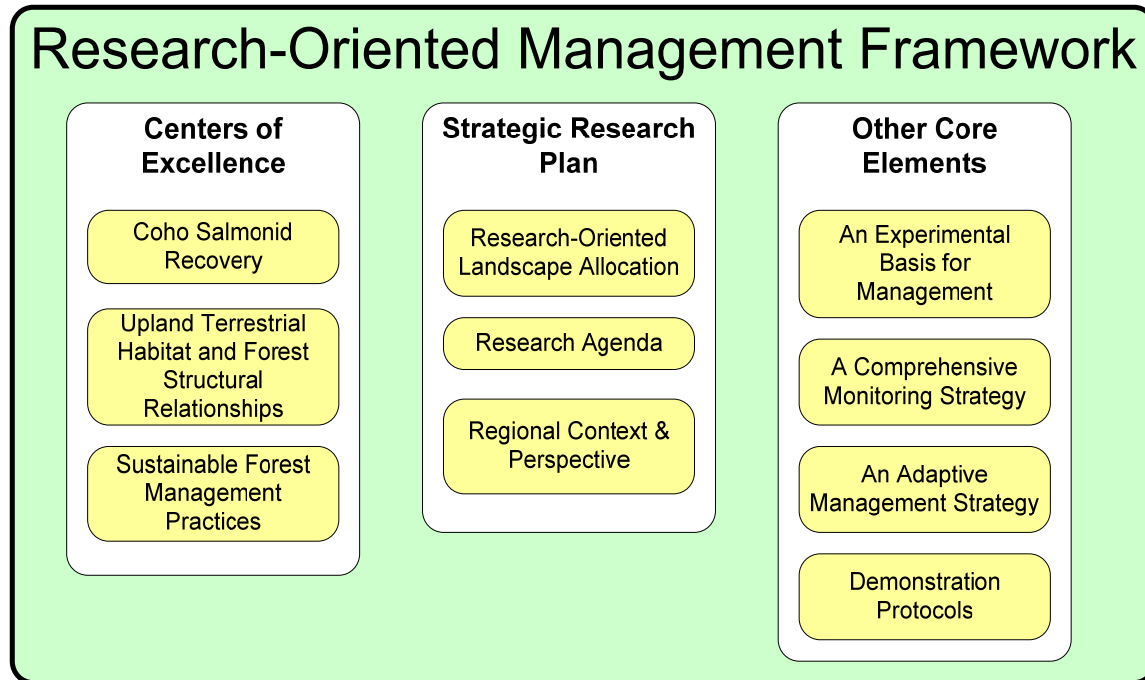 Research-Oriented Management Framework
Centers of
Excellence
Coho Salmonid
Recovery
Upland Terrestrial
Habitat and Forest
Structural
Relationships
Sustainable Forest
Management
Practices
Strategic Research
Plan
Research-Oriented
Landscape Allocation
Research Agenda
Regional Context &
Perspective
Other Core
Elements
An Experimental
Basis for
Management
A Comprehensive
Monitoring Strategy
An Adaptive
Management Strategy
Demonstration
Protocols